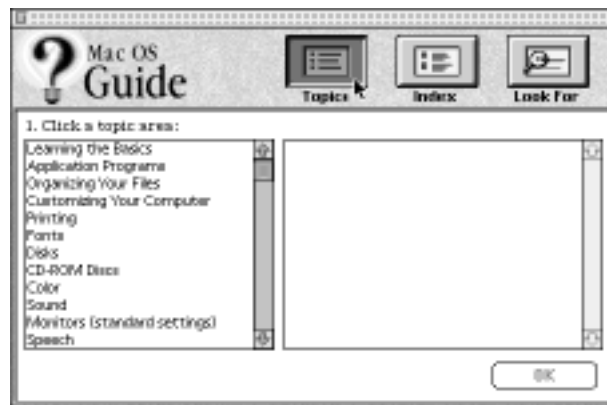 Mac OS
Guide
Topics
Index
Look For
1. Click a topic area:
Learning the Basics
Application Programs
Organizing Your Files
Customizing Your Computer
Printing
Fonts
Disks
CD-ROM Discs
Color
Sound
Monitors (standard settings)
Speech
OK